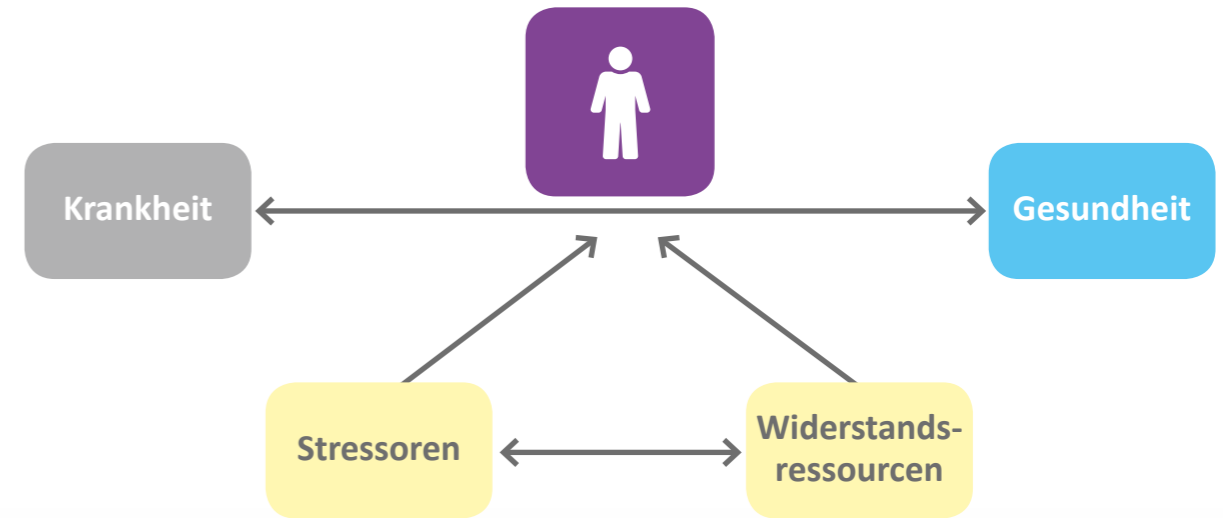 Krankheit
Gesundheit
Stressoren
Widerstands-
ressourcen